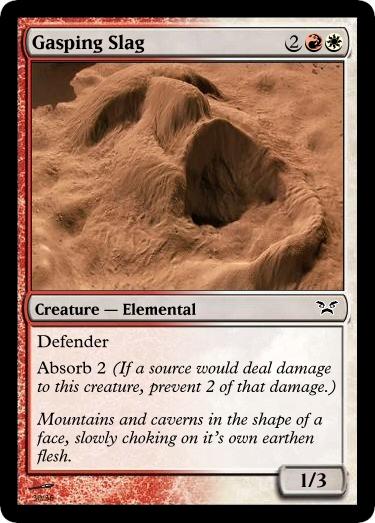 Gasping Slag 2
Creature — Elemental
Defender
Absorb 2 (If a source would deal damage
to this creature, prevent 2 of that damage.)
Mountains and caverns in the shape of a
face, slowly choking on it's own earthen
flesh.
1/3